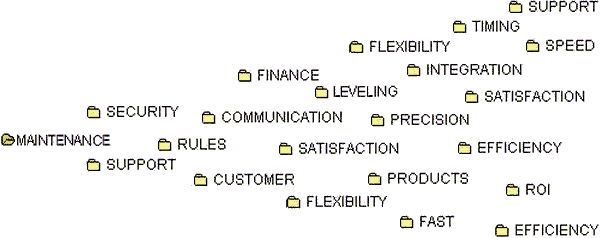 SUPPORT
TIMING
FLEXIBILITY
SPEED
INTEGRATION
FINANCE
LEVELING
SATISFACTION
SECURITY
COMMUNICATION
PRECISION
MAINTENANCE
RULES
SATISFACTION
EFFICIENCY
SUPPORT
CUSTOMER
PRODUCTS
ROI
FLEXIBILITY
FAST
EFFICIENCY